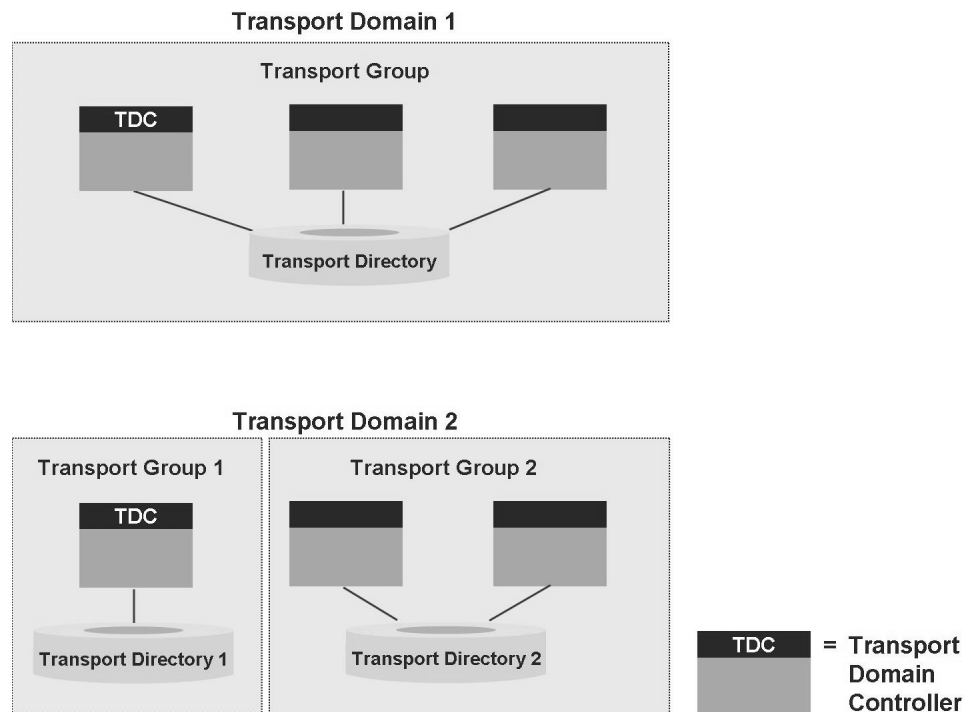 Transport Domain 1
Transport Group
TDC
Transport Directory
Transport Domain 2
Transport Group 1
Transport Group 2
TDC
Transport Directory 1
Transport Directory 2
TDC = Transport
Domain
Controller